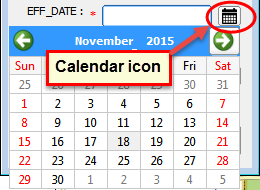 EFF_DATE : *
November 2015
Calendar icon
Sun Fri Sat
25 26 27 28 29 30 31
1 2 3 4 5 6 7
8 9 10 11 12 13 14
15 16 17 18 19 20 21
22 23 24 25 26 27 28
29 30 1 2 3 4 5